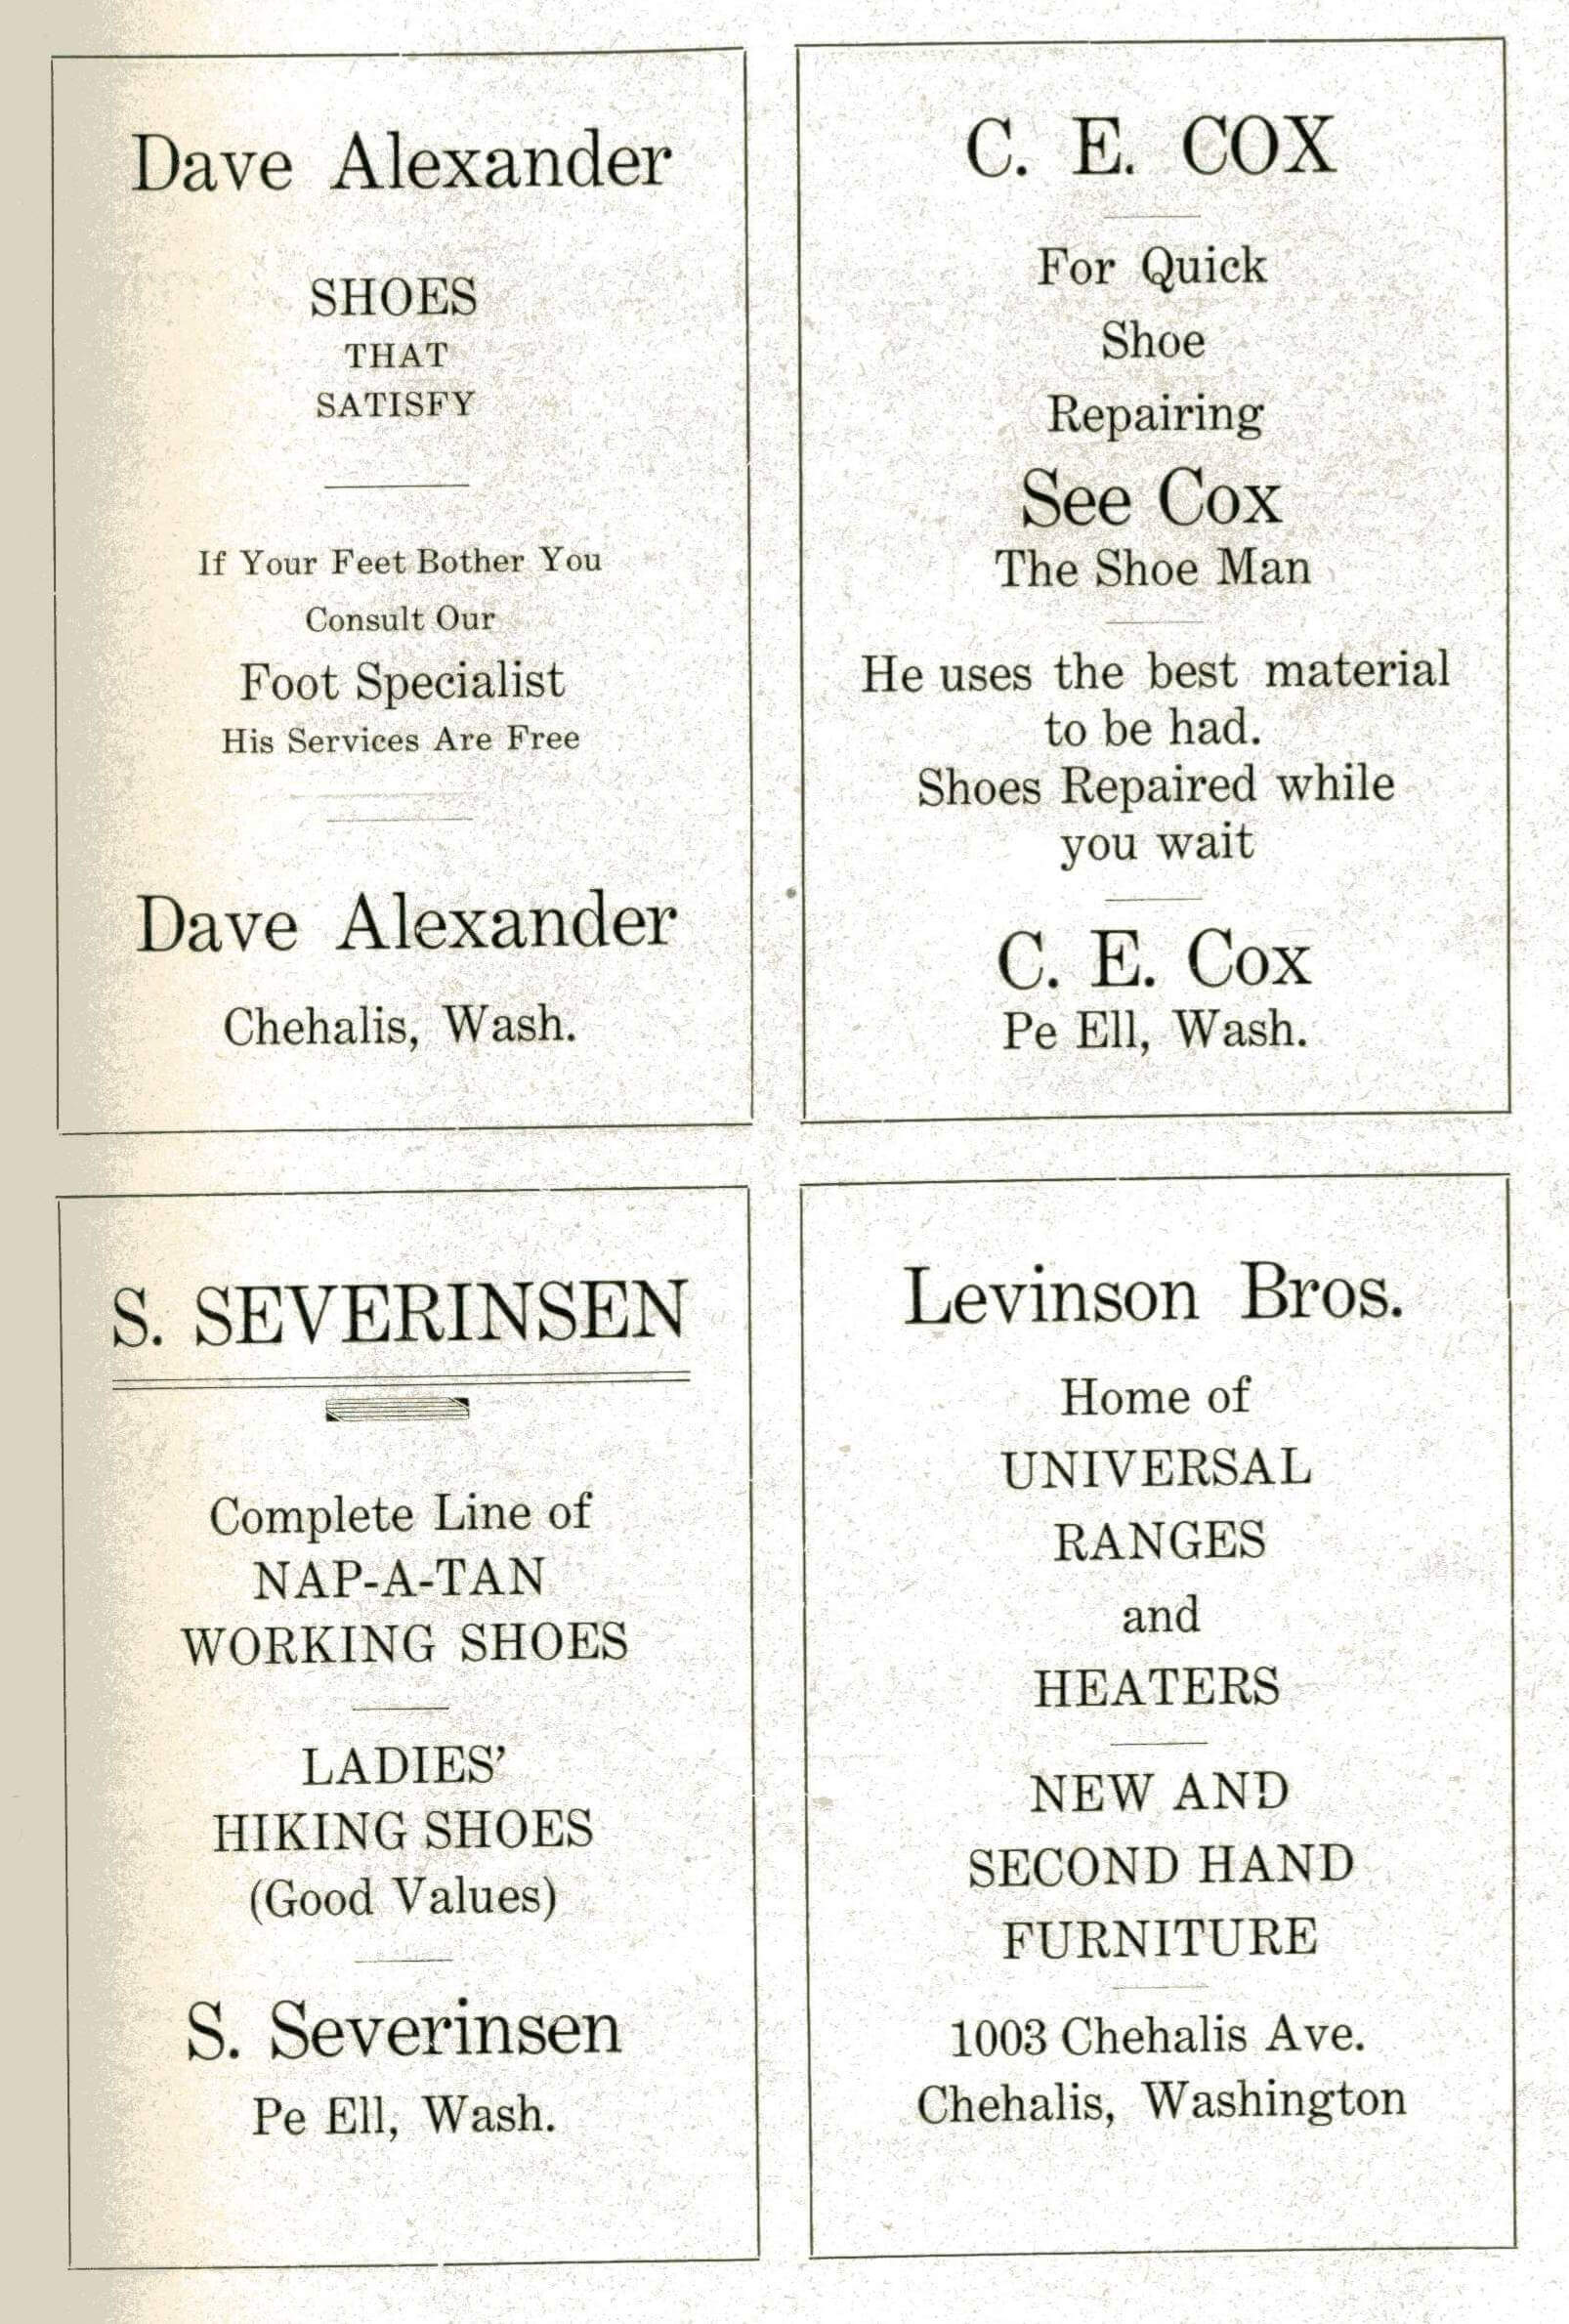 Dave Alexander
SHOES
THAT
SATISFY
If Your Feet Bother You
Consult Our
Foot Specialist
His Services Are Free
Dave Alexander
Chehalis, Wash.
C. E. COX
For Quick
Shoe
Repairing
See Cox
The Shoe Man
He uses the best material
to be had.
Shoes Repaired while
you wait
C. E. Cox
Pe Ell, Wash.
S. SEVERINSEN
Complete Line of
NAP-A-TAN
WORKING SHOES
LADIES’
HIKING SHOES
(Good Values)
S. Severinsen
Pe Ell, Wash.
Levinson Bros.
Home of
UNIVERSAL
RANGES
and
HEATERS
NEW AND
SECOND HAND
FURNITURE
1003 Chehalis Ave.
Chehalis, Washington